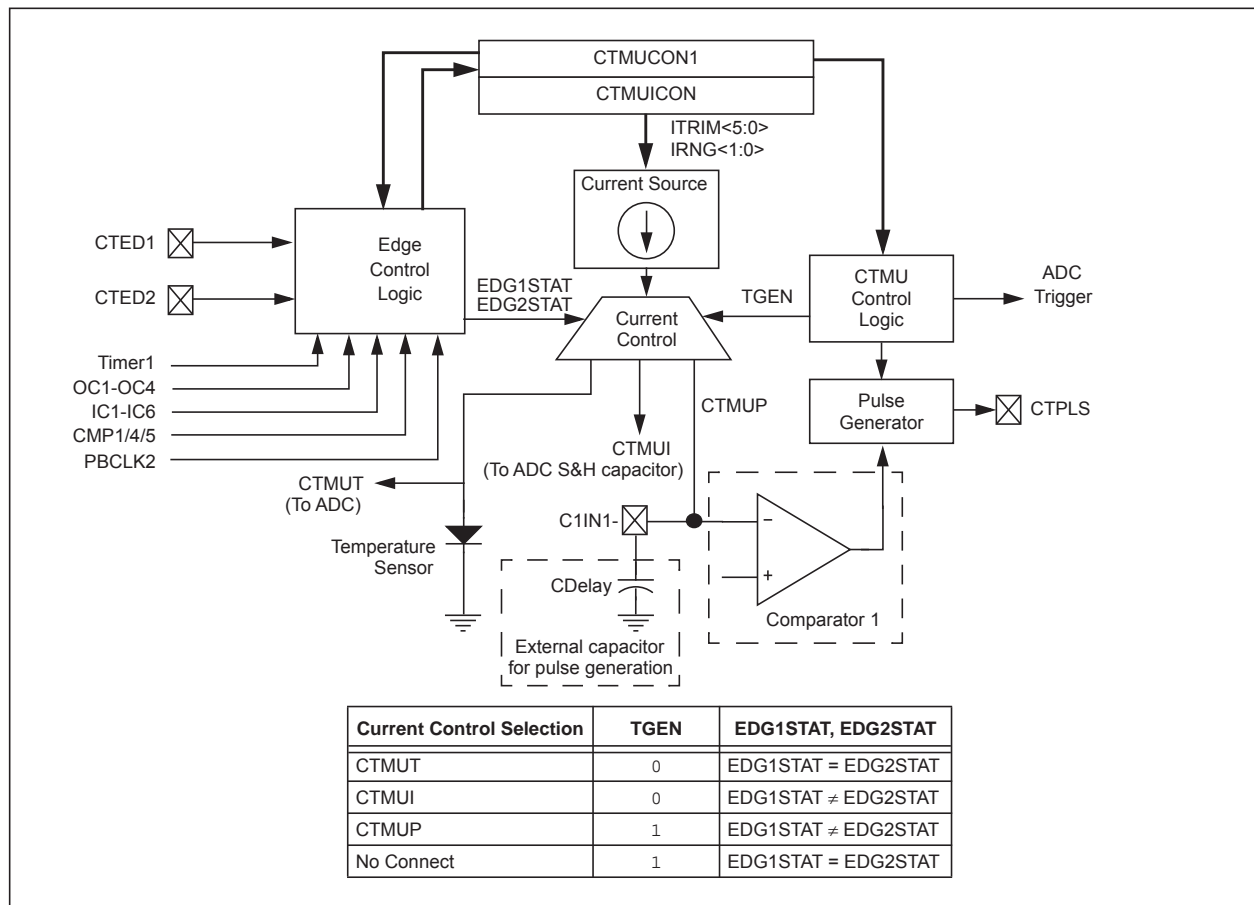 CTMUCON1
CTMUICON
ITRIM<5:0>
IRNG<1:0>
Current Source
CTED1
CTED2
Edge
Control
Logic
EDG1STAT
EDG2STAT
TGEN
CTMU
Control
Logic
ADC
Trigger
Current
Control
Timer1
OC1-OC4
IC1-IC6
CMP1/4/5
PBCLK2
CTMUP
Pulse
Generator
CTPLS
CTMUT
(To ADC)
CTMUI
(To ADC S&H capacitor)
C1IN1-
−
+
Temperature
Sensor
CDelay
Comparator 1
External capacitor
for pulse generation
Current Control Selection TGEN EDG1STAT, EDG2STAT
CTMUT 0 EDG1STAT = EDG2STAT
CTMUI 0 EDG1STAT ≠ EDG2STAT
CTMUP 1 EDG1STAT ≠ EDG2STAT
No Connect 1 EDG1STAT = EDG2STAT